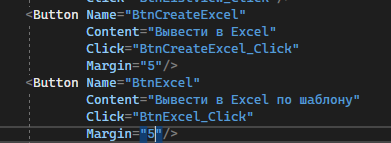 <Button Name="BtnCreateExcel"
Content="Вывести в Excel"
Click="BtnCreateExcel_Click"
Margin="5"/>
<Button Name="BtnExcel"
Content="Вывести в Excel по шаблону"
Click="BtnExcel_Click"
Margin="5"/>